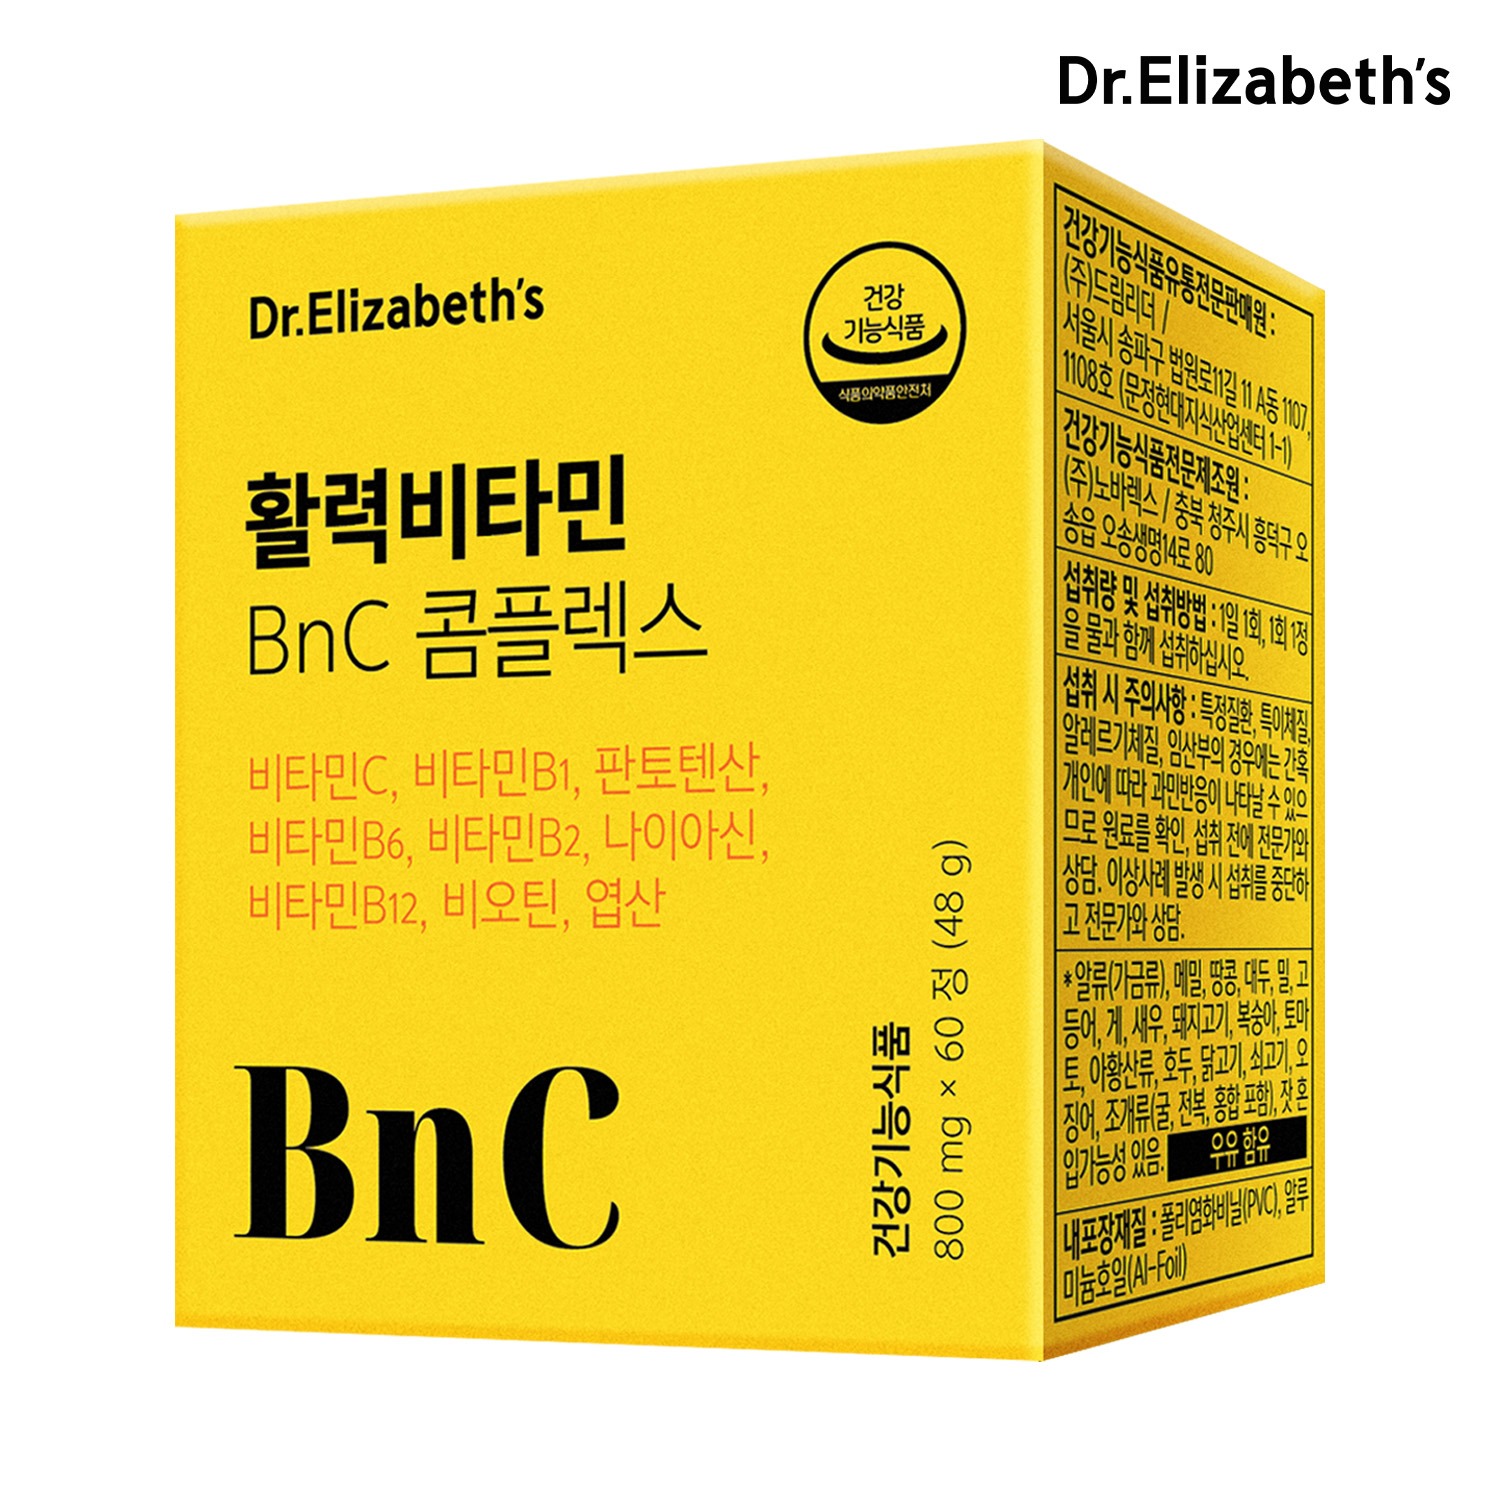 Dr.Elizabeth's
Dr.Elizabeth's
건강
기능식품
식품의약품안전처
활력비타민
BnC 콤플렉스
비타민C, 비타민B1, 판토텐산,
비타민B6, 비타민B2, 나이아신,
비타민B12, 비오틴, 엽산
BnC
건강기능식품
800 mg × 60 정 (48 g)
건강기능식품유통전문판매원 :
(주)드림리더 /
서울시 송파구 법원로11길 11 A동 1107,
1108호 (문정현대지식산업센터 1-1)
건강기능식품전문제조원 :
(주)노바렉스 / 충북 청주시 흥덕구 오
송읍 오송생명14로 80
섭취량 및 섭취방법 : 1일 1회, 1회 1정
을 물과 함께 섭취하십시오.
섭취 시 주의사항 : 특정질환, 특이체질,
알레르기체질, 임산부의 경우에는 간혹
개인에 따라 과민반응이 나타날 수 있으
므로 원료를 확인, 섭취 전에 전문가와
상담. 이상사례 발생 시 섭취를 중단하
고 전문가와 상담.
*알류(가금류), 메밀, 땅콩, 대두, 밀, 고
등어, 게, 새우, 돼지고기, 복숭아, 토마
토, 아황산류, 호두, 닭고기, 쇠고기, 오
징어, 조개류(굴, 전복, 홍합 포함), 잣 혼
입가능성 있음. 우유 함유
내포장재질 : 폴리염화비닐(PVC), 알루
미늄호일(Al-Foil)